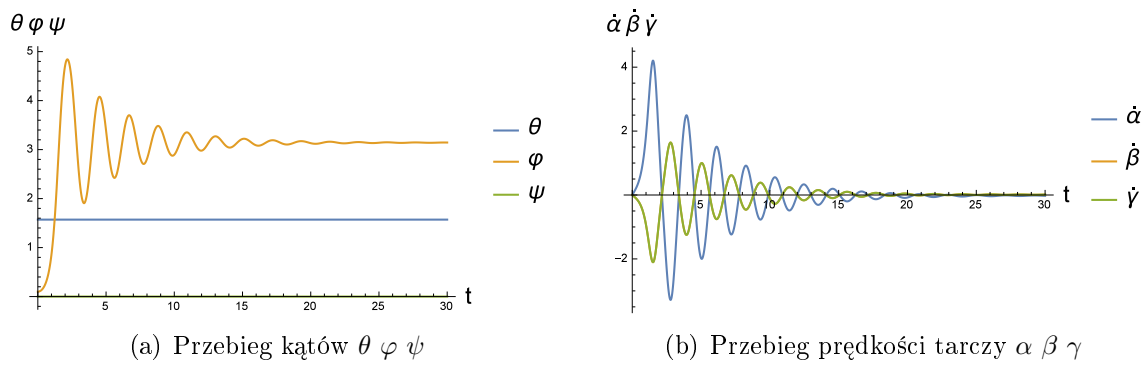 θ φ ψ
5
4
3
2
1
5 10 15 20 25 30 t
θ
φ
ψ
(a) Przebieg kątów θ φ ψ
α̇ β̇ γ̇
4
2
−2
5 10 15 20 25 30 t
α̇
β̇
γ̇
(b) Przebieg prędkości tarczy α β γ